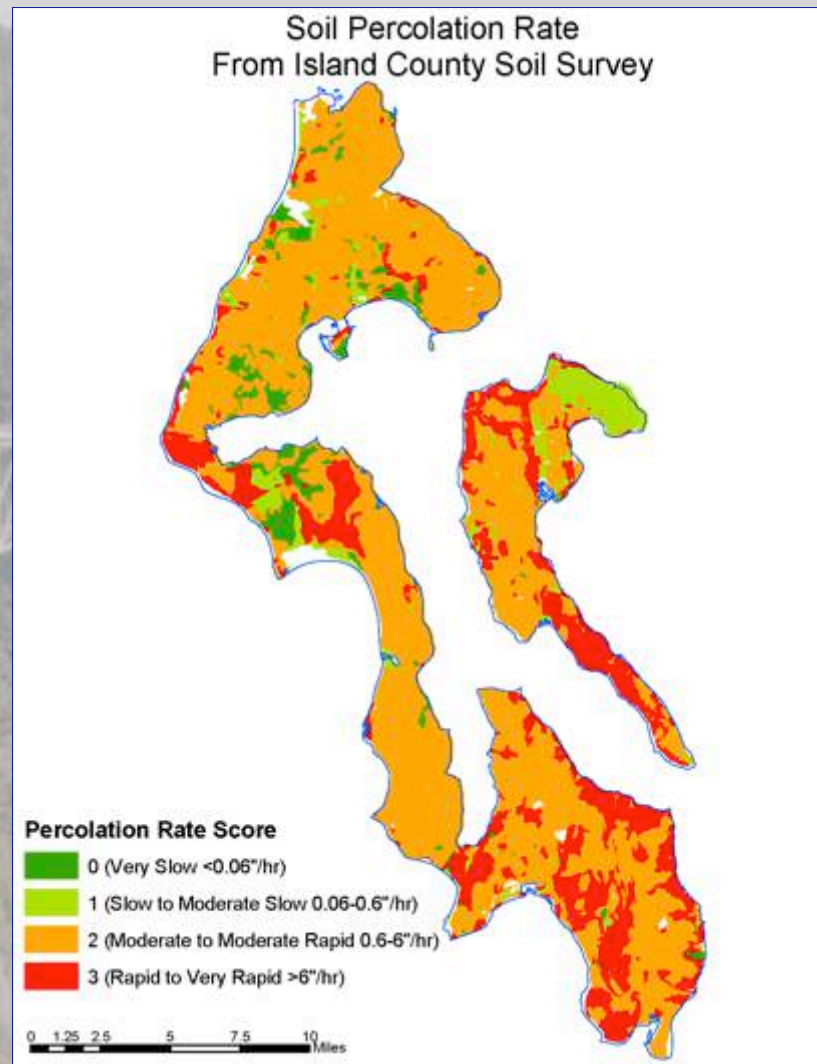 Soil Percolation Rate
From Island County Soil Survey
Percolation Rate Score
0 (Very Slow <0.06"/hr)
1 (Slow to Moderate Slow 0.06-0.6"/hr)
2 (Moderate to Moderate Rapid 0.6-6"/hr)
3 (Rapid to Very Rapid >6"/hr)
0 1.25 2.5 5 7.5 10
Miles